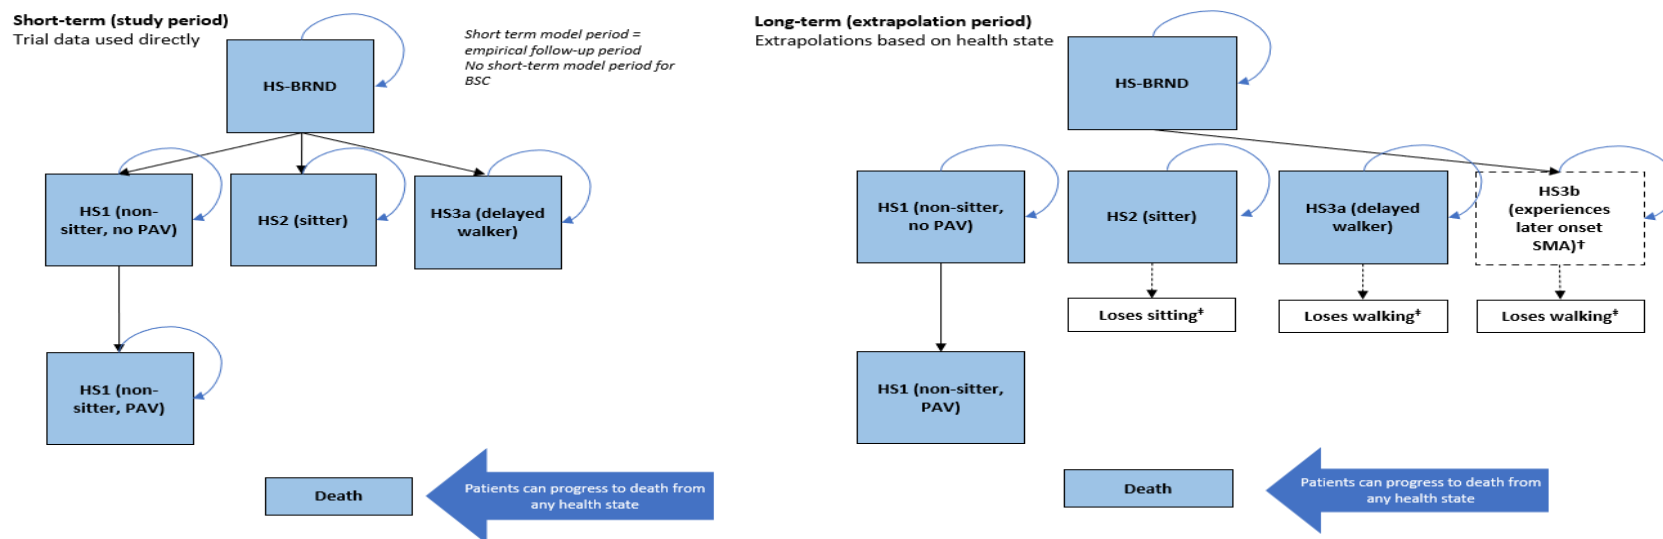 Short-term (study period)
Trial data used directly
Short term model period =
empirical follow-up period
No short-term model period for
BSC
HS-BRND
HS1 (non-
sitter, no PAV)
HS2 (sitter)
HS3a (delayed
walker)
HS1 (non-
sitter, PAV)
Death
Patients can progress to death from
any health state
Long-term (extrapolation period)
Extrapolations based on health state
HS-BRND
HS1 (non-sitter,
no PAV)
HS2 (sitter)
HS3a (delayed
walker)
HS3b
(experiences
later onset
SMA)†
Loses sitting‡
Loses walking‡
Loses walking‡
HS1 (non-sitter,
PAV)
Death
Patients can progress to death from
any health state